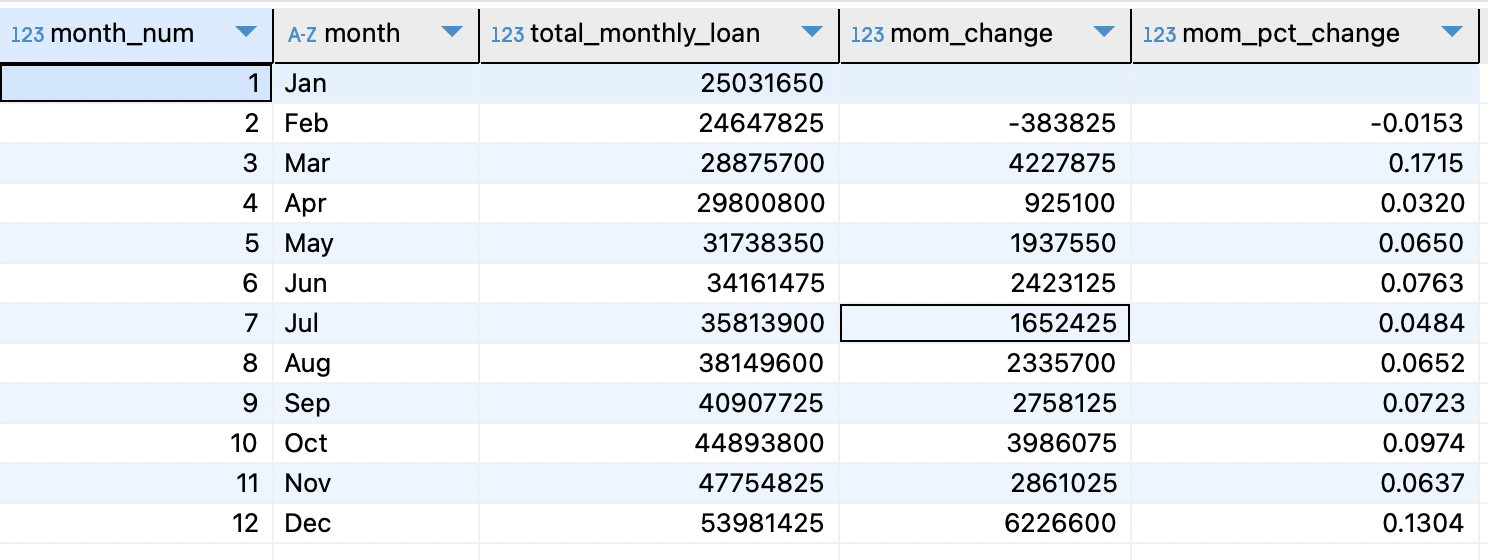 123 month_num A-Z month 123 total_monthly_loan 123 mom_change 123 mom_pct_change
1 Jan 25031650
2 Feb 24647825 -383825 -0.0153
3 Mar 28875700 4227875 0.1715
4 Apr 29800800 925100 0.0320
5 May 31738350 1937550 0.0650
6 Jun 34161475 2423125 0.0763
7 Jul 35813900 1652425 0.0484
8 Aug 38149600 2335700 0.0652
9 Sep 40907725 2758125 0.0723
10 Oct 44893800 3986075 0.0974
11 Nov 47754825 2861025 0.0637
12 Dec 53981425 6226600 0.1304